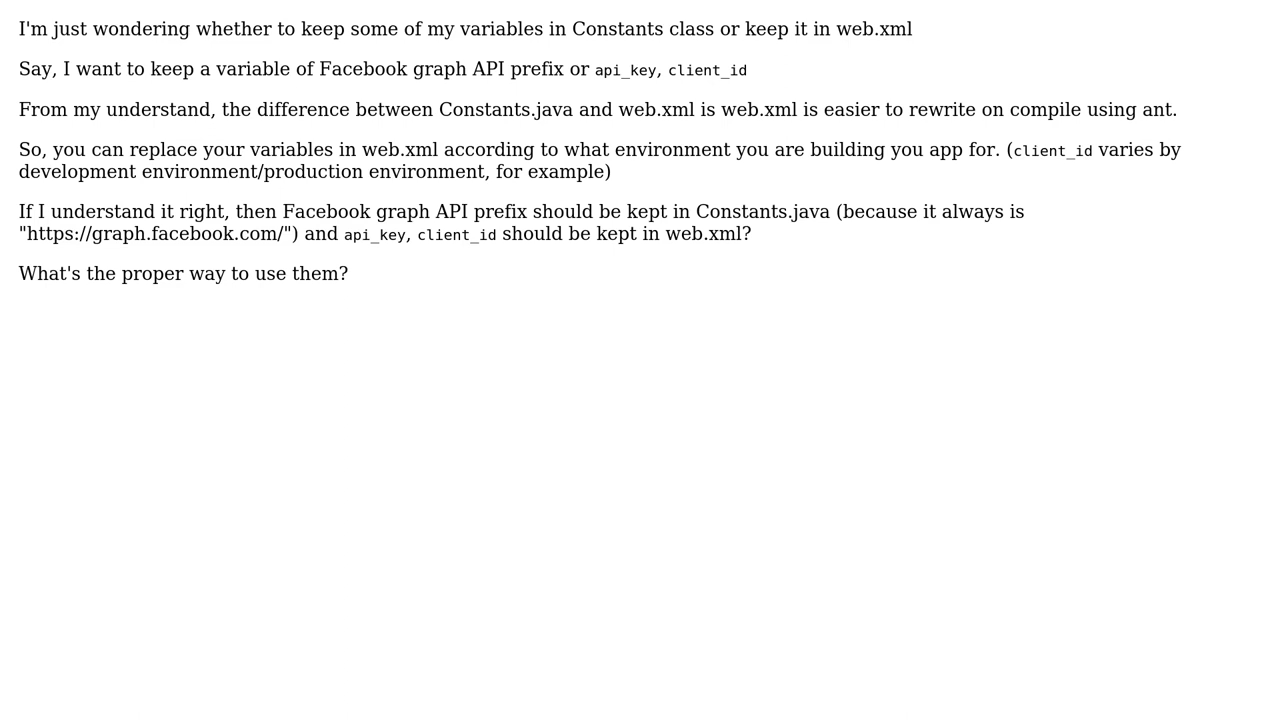 I'm just wondering whether to keep some of my variables in Constants class or keep it in web.xml
Say, I want to keep a variable of Facebook graph API prefix or api_key, client_id
From my understand, the difference between Constants.java and web.xml is web.xml is easier to rewrite on compile using ant.
So, you can replace your variables in web.xml according to what environment you are building you app for. (client_id varies by
development environment/production environment, for example)
If I understand it right, then Facebook graph API prefix should be kept in Constants.java (because it always is
"https://graph.facebook.com/") and api_key, client_id should be kept in web.xml?
What's the proper way to use them?